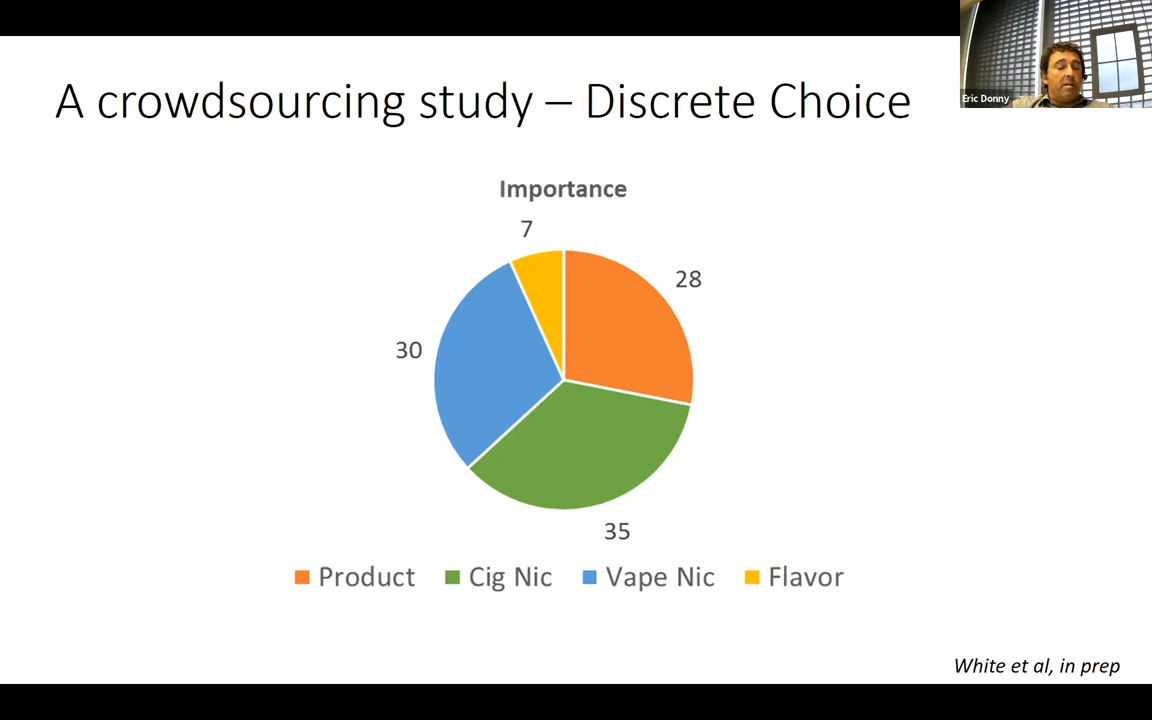 A crowdsourcing study – Discrete Choice
Eric Donny
Importance
7
28
30
35
Product Cig Nic Vape Nic Flavor
White et al, in prep